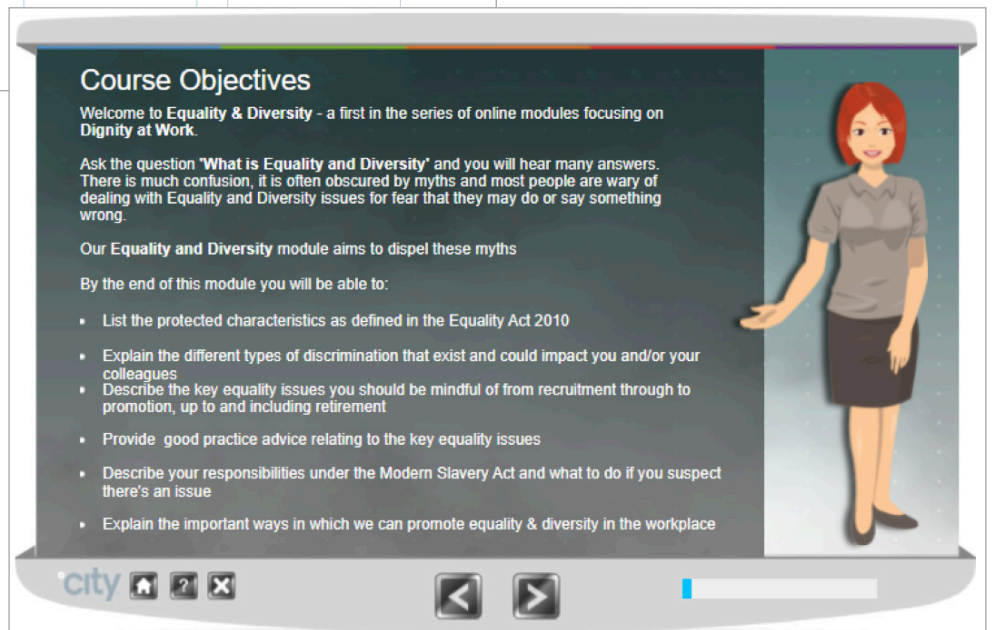 Course Objectives
Welcome to Equality & Diversity - a first in the series of online modules focusing on
Dignity at Work.
Ask the question 'What is Equality and Diversity' and you will hear many answers.
There is much confusion, it is often obscured by myths and most people are wary of
dealing with Equality and Diversity issues for fear that they may do or say something
wrong.
Our Equality and Diversity module aims to dispel these myths
By the end of this module you will be able to:
• List the protected characteristics as defined in the Equality Act 2010
• Explain the different types of discrimination that exist and could impact you and/or your
colleagues
• Describe the key equality issues you should be mindful of from recruitment through to
promotion, up to and including retirement
• Provide good practice advice relating to the key equality issues
• Describe your responsibilities under the Modern Slavery Act and what to do if you suspect
there's an issue
• Explain the important ways in which we can promote equality & diversity in the workplace
city ? X < >